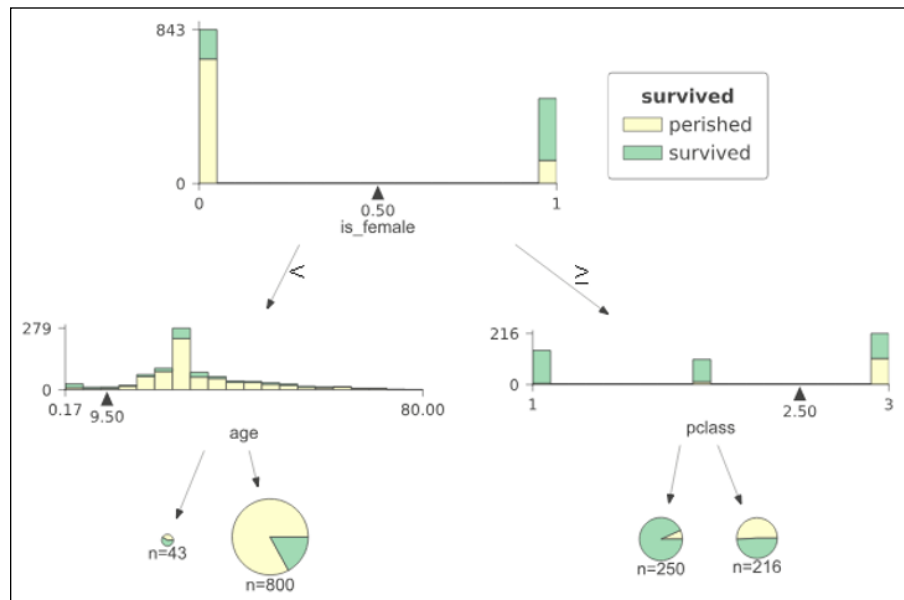 843
0
0
0.50
1
is_female
survived
perished
survived
<
≥
279
0
0.17
9.50
80.00
age
216
0
1
2.50
3
pclass
n=43
n=800
n=250
n=216